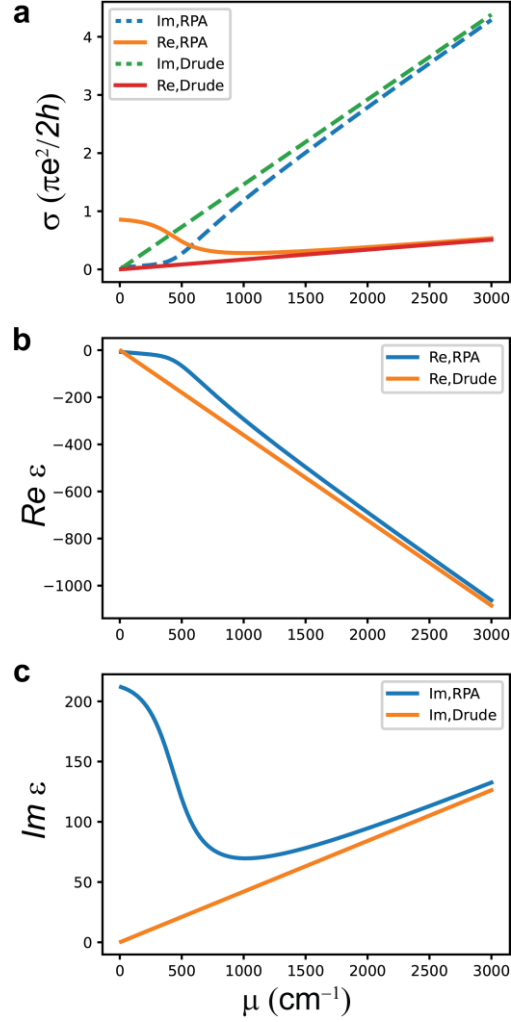 a
Im,RPA
Re,RPA
Im,Drude
Re,Drude
σ (πe²/2h)
4
3
2
1
0
0 500 1000 1500 2000 2500 3000
b
Re,RPA
Re,Drude
Re ε
0
−200
−400
−600
−800
−1000
0 500 1000 1500 2000 2500 3000
c
Im,RPA
Im,Drude
Im ε
200
150
100
50
0
0 500 1000 1500 2000 2500 3000
μ (cm⁻¹)